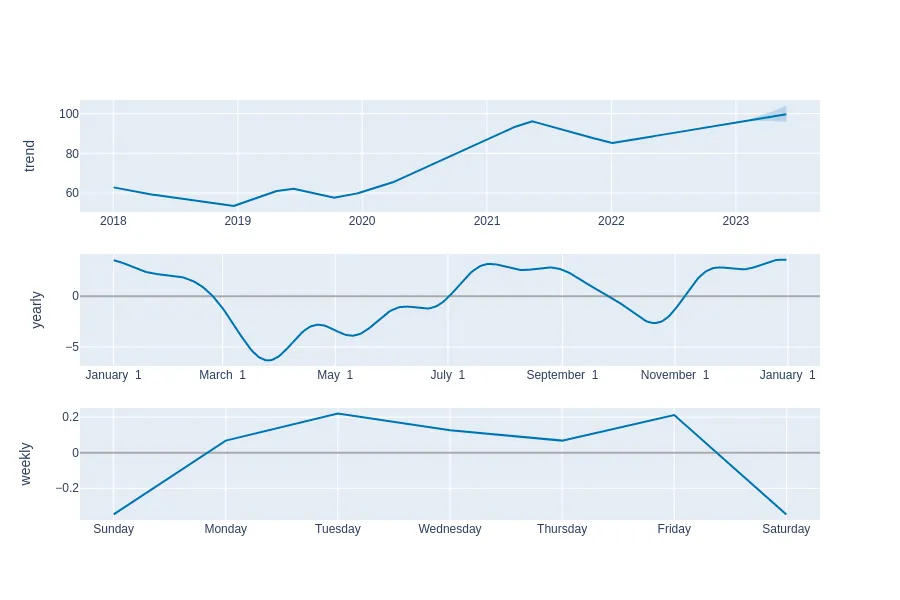 trend
100
80
60
2018 2019 2020 2021 2022 2023
yearly
0
−5
January 1 March 1 May 1 July 1 September 1 November 1 January 1
weekly
0.2
0
−0.2
Sunday Monday Tuesday Wednesday Thursday Friday Saturday